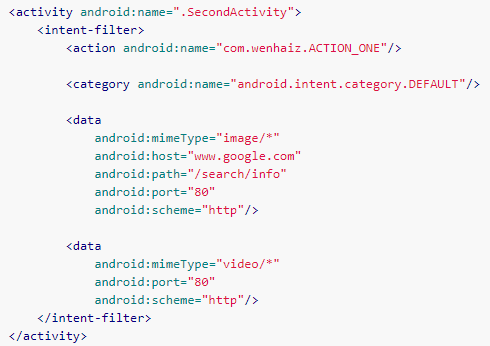 <activity android:name=".SecondActivity">
<intent-filter>
<action android:name="com.wenhaiz.ACTION_ONE"/>
<category android:name="android.intent.category.DEFAULT"/>
<data
android:mimeType="image/*"
android:host="www.google.com"
android:path="/search/info"
android:port="80"
android:scheme="http"/>
<data
android:mimeType="video/*"
android:port="80"
android:scheme="http"/>
</intent-filter>
</activity>